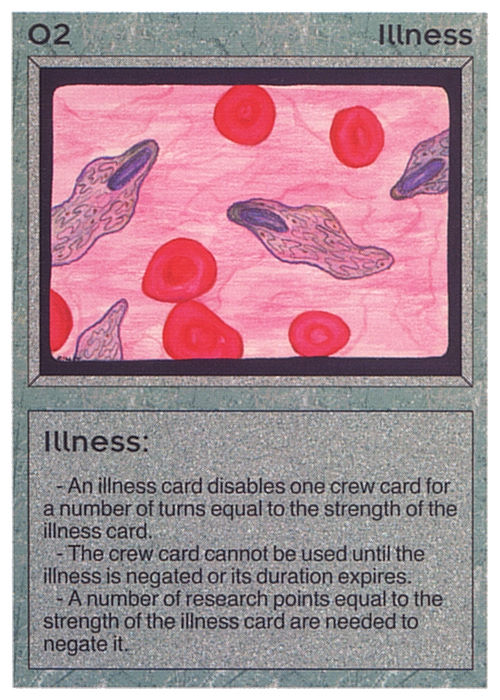 O2 Illness
Illness:
- An illness card disables one crew card for
a number of turns equal to the strength of the
illness card.
- The crew card cannot be used until the
illness is negated or its duration expires.
- A number of research points equal to the
strength of the illness card are needed to
negate it.